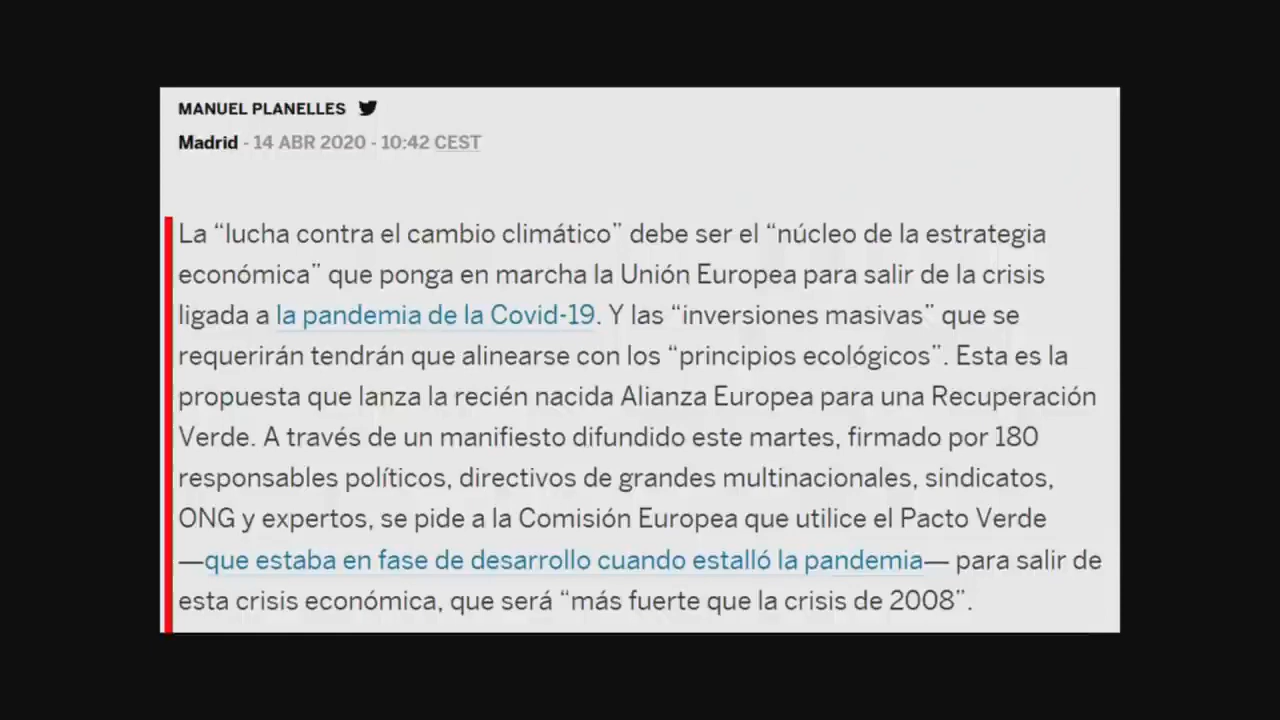 MANUEL PLANELLES
Madrid - 14 ABR 2020 - 10:42 CEST
La “lucha contra el cambio climático” debe ser el “núcleo de la estrategia
económica” que ponga en marcha la Unión Europea para salir de la crisis
ligada a la pandemia de la Covid-19. Y las “inversiones masivas” que se
requerirán tendrán que alinearse con los “principios ecológicos”. Esta es la
propuesta que lanza la recién nacida Alianza Europea para una Recuperación
Verde. A través de un manifiesto difundido este martes, firmado por 180
responsables políticos, directivos de grandes multinacionales, sindicatos,
ONG y expertos, se pide a la Comisión Europea que utilice el Pacto Verde
—que estaba en fase de desarrollo cuando estalló la pandemia— para salir de
esta crisis económica, que será “más fuerte que la crisis de 2008”.